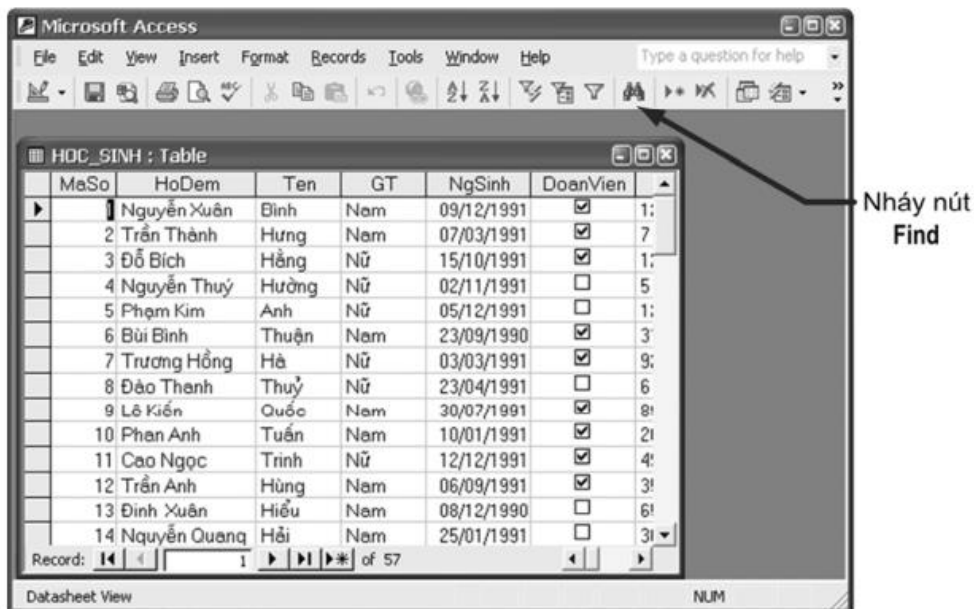 Microsoft Access
File Edit View Insert Format Records Tools Window Help Type a question for help
HOC_SINH : Table
MaSo HoDem Ten GT NgSinh DoanVien
1 Nguyễn Xuân Bình Nam 09/12/1991
2 Trần Thành Hưng Nam 07/03/1991 7
3 Đỗ Bích Hằng Nữ 15/10/1991
4 Nguyễn Thuý Hường Nữ 02/11/1991 5
5 Phạm Kim Anh Nữ 05/12/1991
6 Bùi Bình Thuận Nam 23/09/1990
7 Trương Hồng Hà Nữ 03/03/1991
8 Đào Thanh Thuỷ Nữ 23/04/1991 6
9 Lê Kiến Quốc Nam 30/07/1991
10 Phan Anh Tuấn Nam 10/01/1991
11 Cao Ngọc Trinh Nữ 12/12/1991
12 Trần Anh Hùng Nam 06/09/1991
13 Đinh Xuân Hiếu Nam 08/12/1990
14 Nguyễn Quang Hải Nam 25/01/1991
Record: 1 of 57
Datasheet View NUM
Nháy nút
Find